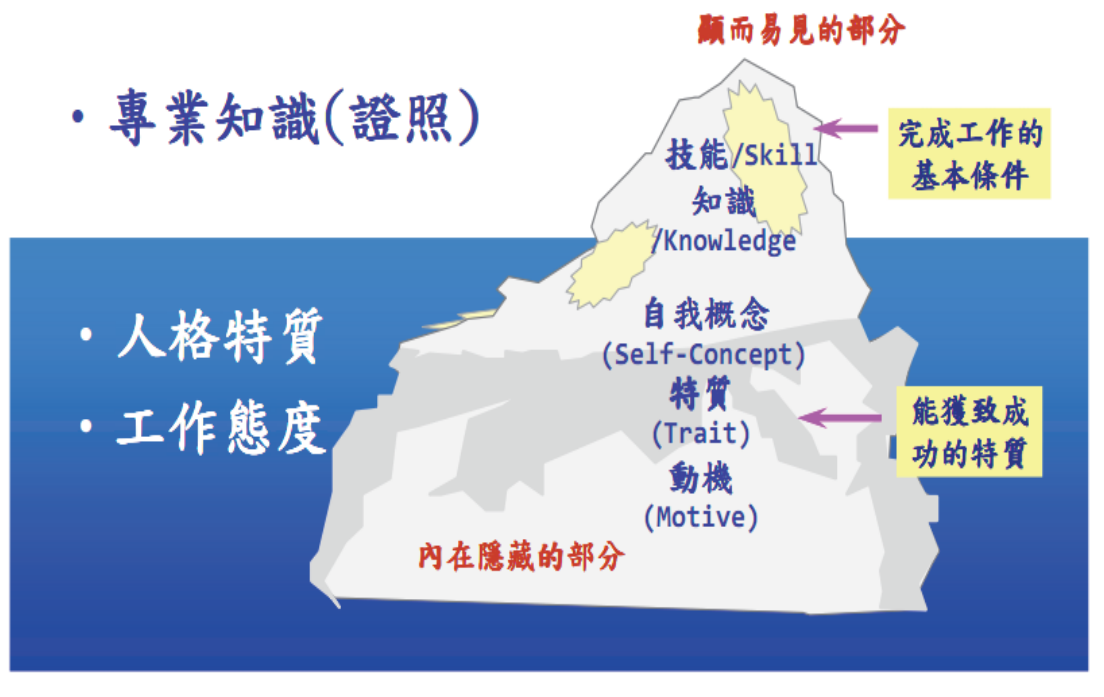 顯而易見的部分
・專業知識(證照)
完成工作的
基本條件
技能/Skill
知識
/Knowledge
・人格特質
・工作態度
自我概念
(Self-Concept)
特質
(Trait)
動機
(Motive)
能獲致成
功的特質
內在隱藏的部分